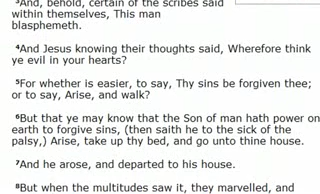 ³And, behold, certain of the scribes said
within themselves, This man
blasphemeth.
⁴And Jesus knowing their thoughts said, Wherefore think
ye evil in your hearts?
⁵For whether is easier, to say, Thy sins be forgiven thee;
or to say, Arise, and walk?
⁶But that ye may know that the Son of man hath power on
earth to forgive sins, (then saith he to the sick of the
palsy,) Arise, take up thy bed, and go unto thine house.
⁷And he arose, and departed to his house.
⁸But when the multitudes saw it, they marvelled, and